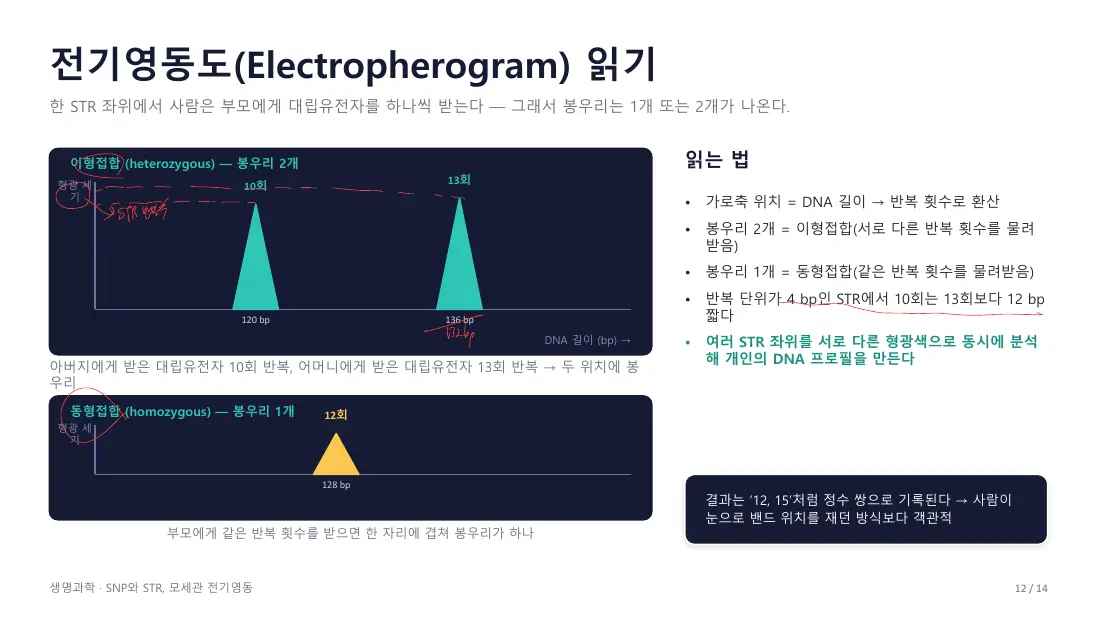 전기영동도(Electropherogram) 읽기
한 STR 좌위에서 사람은 부모에게 대립유전자를 하나씩 받는다 — 그래서 봉우리는 1개 또는 2개가 나온다.
이형접합 (heterozygous) — 봉우리 2개
형광 세
기
10회
13회
STR
120 bp
136 bp
132bp
DNA 길이 (bp) →
아버지에게 받은 대립유전자 10회 반복, 어머니에게 받은 대립유전자 13회 반복 → 두 위치에 봉
우리
동형접합 (homozygous) — 봉우리 1개
형광 세
기
12회
128 bp
부모에게 같은 반복 횟수를 받으면 한 자리에 겹쳐 봉우리가 하나
읽는 법
• 가로축 위치 = DNA 길이 → 반복 횟수로 환산
• 봉우리 2개 = 이형접합(서로 다른 반복 횟수를 물려
받음)
• 봉우리 1개 = 동형접합(같은 반복 횟수를 물려받음)
• 반복 단위가 4 bp인 STR에서 10회는 13회보다 12 bp
짧다
• 여러 STR 좌위를 서로 다른 형광색으로 동시에 분석
해 개인의 DNA 프로필을 만든다
결과는 '12, 15'처럼 정수 쌍으로 기록된다 → 사람이
눈으로 밴드 위치를 재던 방식보다 객관적
생명과학 · SNP와 STR, 모세관 전기영동
12 / 14